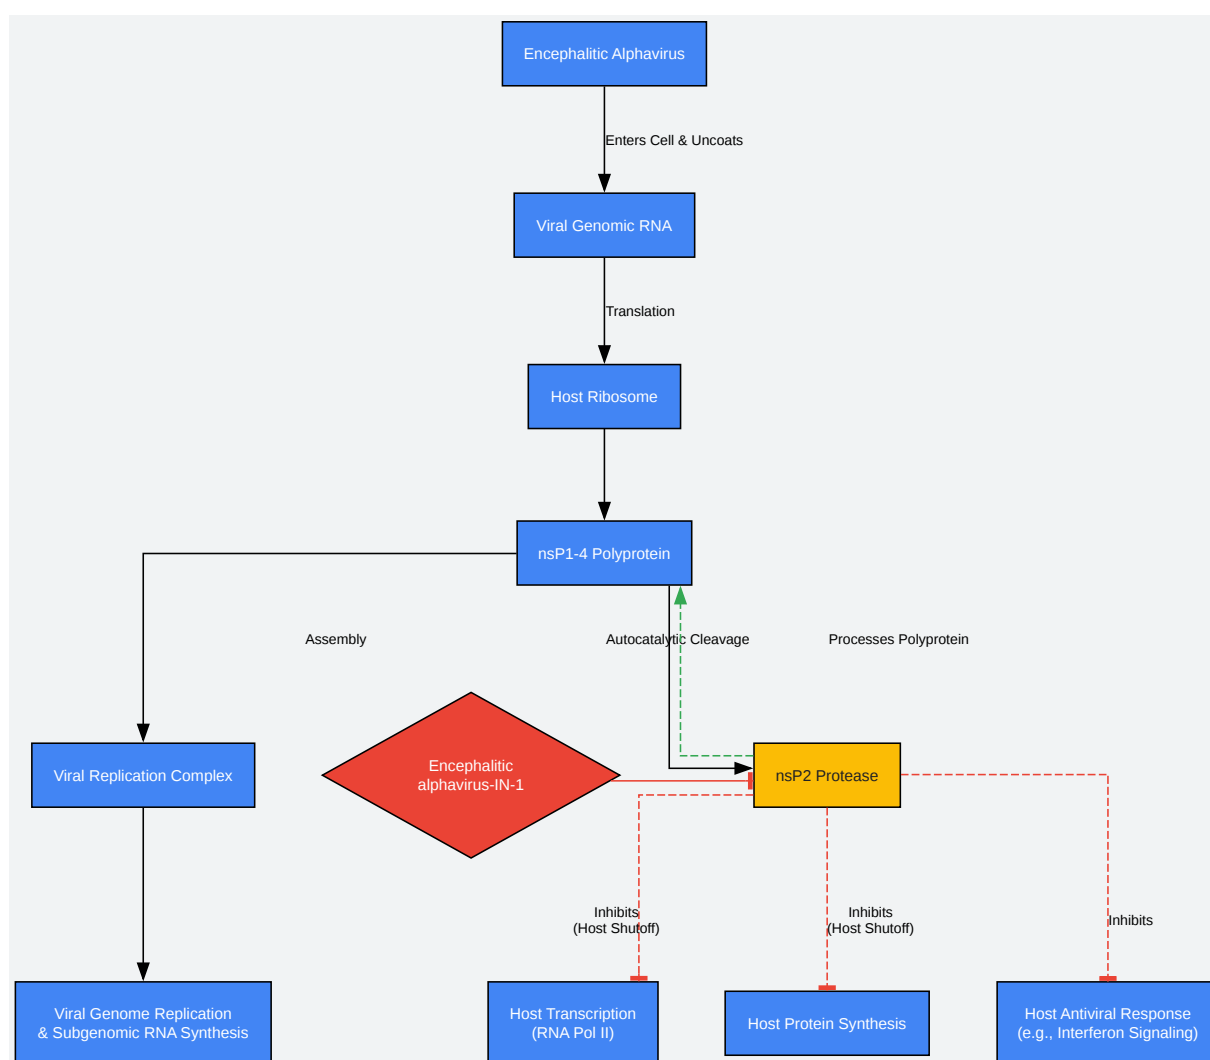 Encephalitic Alphavirus
Enters Cell & Uncoats
Viral Genomic RNA
Translation
Host Ribosome
nsP1-4 Polyprotein
Assembly
Autocatalytic Cleavage
Processes Polyprotein
Encephalitic
alphavirus-IN-1
Viral Replication Complex
nsP2 Protease
Inhibits
(Host Shutoff)
Inhibits
(Host Shutoff)
Inhibits
Viral Genome Replication
& Subgenomic RNA Synthesis
Host Transcription
(RNA Pol II)
Host Protein Synthesis
Host Antiviral Response
(e.g., Interferon Signaling)